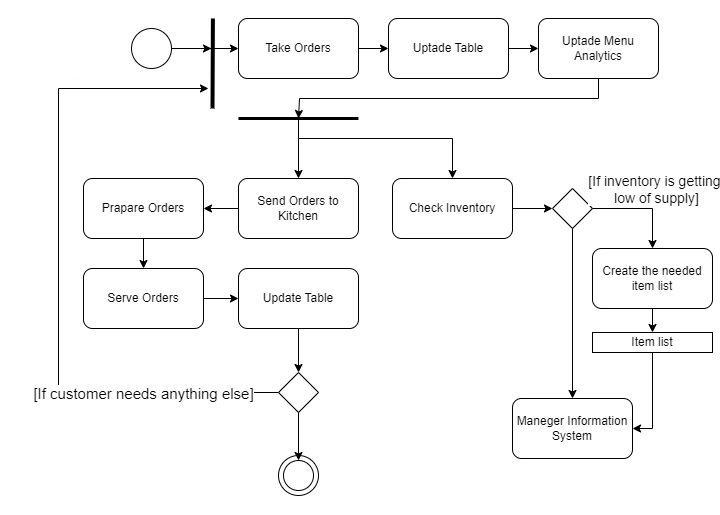 Take Orders
Uptade Table
Uptade Menu
Analytics
[If inventory is getting
low of supply]
Prapare Orders
Send Orders to
Kitchen
Check Inventory
Create the needed
item list
Serve Orders
Update Table
Item list
[If customer needs anything else]
Maneger Information
System